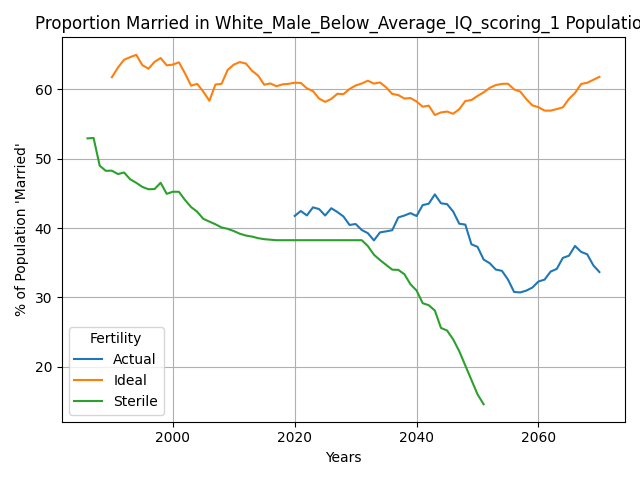 Proportion Married in White_Male_Below_Average_IQ_scoring_1 Populatio
% of Population 'Married'
60
50
40
30
20
Fertility
Actual
Ideal
Sterile
2000
2020
2040
2060
Years